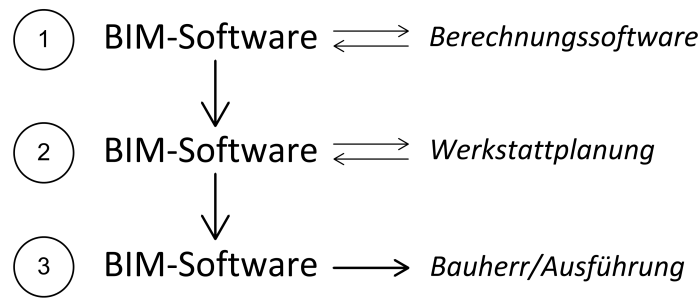 1 BIM-Software Berechnungssoftware
2 BIM-Software Werkstattplanung
3 BIM-Software Bauherr/Ausführung